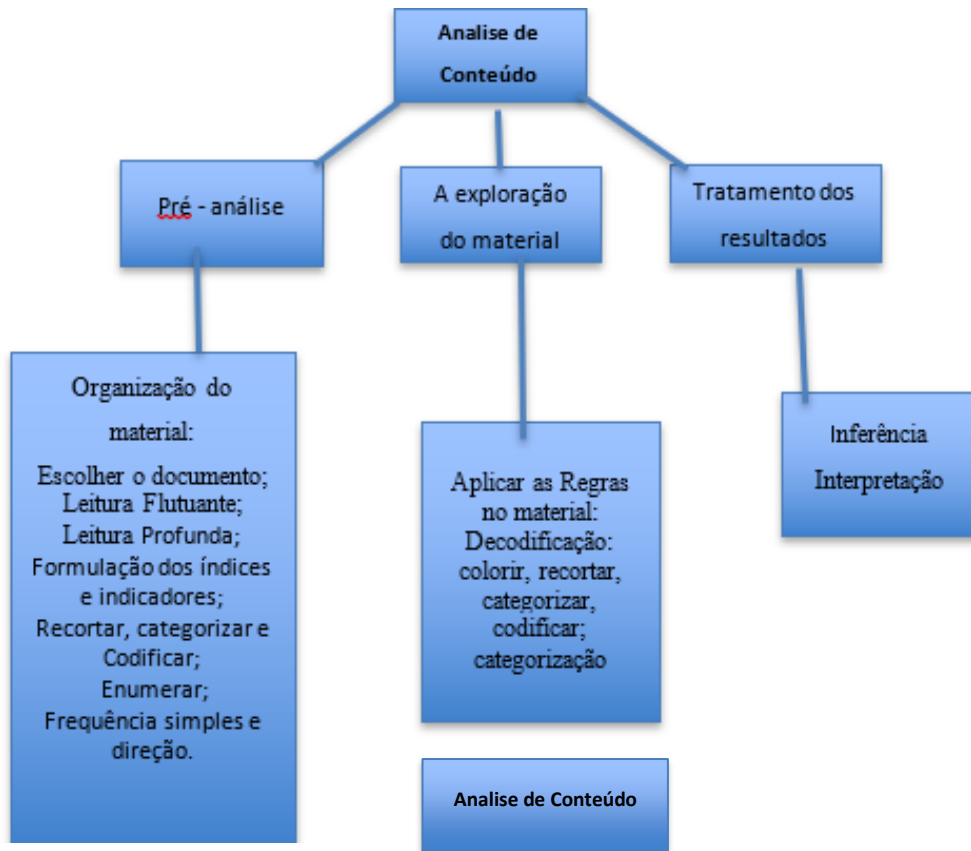 Analise de
Conteúdo
Pré - análise
A exploração
do material
Tratamento dos
resultados
Organização do
material:
Escolher o documento;
Leitura Flutuante;
Leitura Profunda;
Formulação dos índices
e indicadores;
Recortar, categorizar e
Codificar;
Enumerar;
Frequência simples e
direção.
Aplicar as Regras
no material:
Decodificação:
colorir, recortar,
categorizar,
codificar;
categorização
Inferência
Interpretação
Analise de Conteúdo